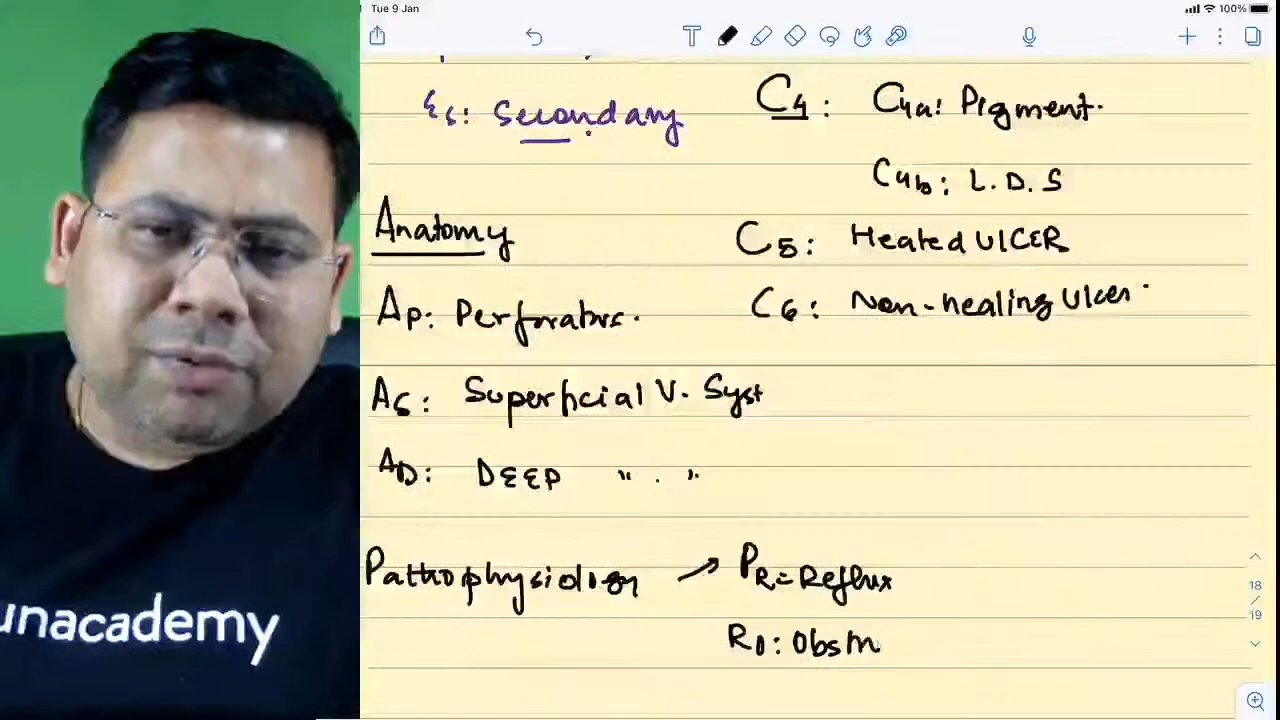 Tue 9 Jan
100%
T
Es: Secondary
C4: C4a: Pigment.
C4b: L.D.S
Anatomy
C5: Healed ULCER
AP: Perforators.
C6: Non-healing Ulcer.
AS: Superficial V. Syst
AD: DEEP " . "
Pathophysiology → PR = Reflux
RO: Obstn
18
/
19
unacademy